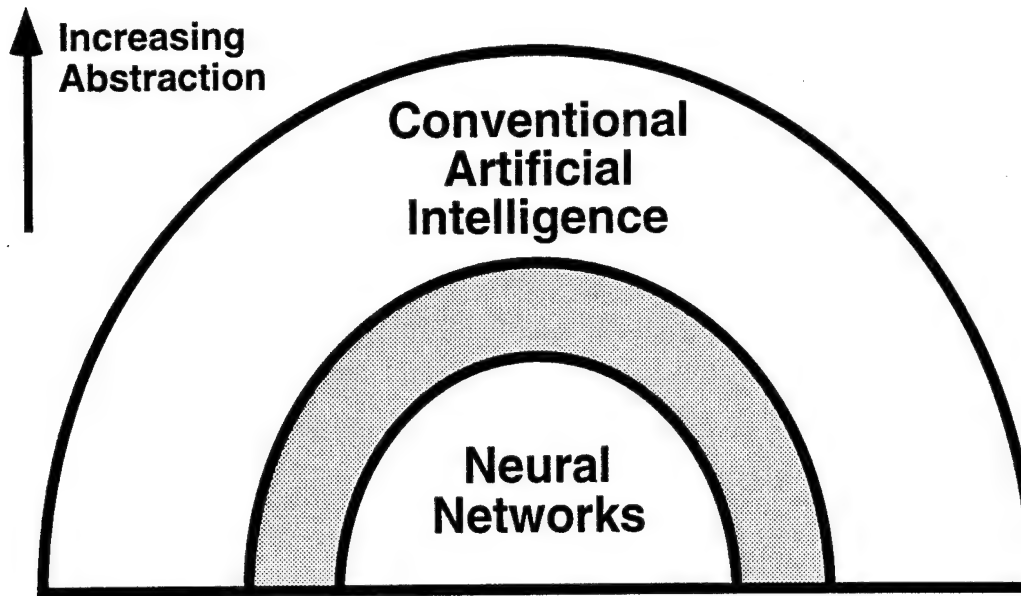 Increasing
Abstraction
Conventional
Artificial
Intelligence
Neural
Networks